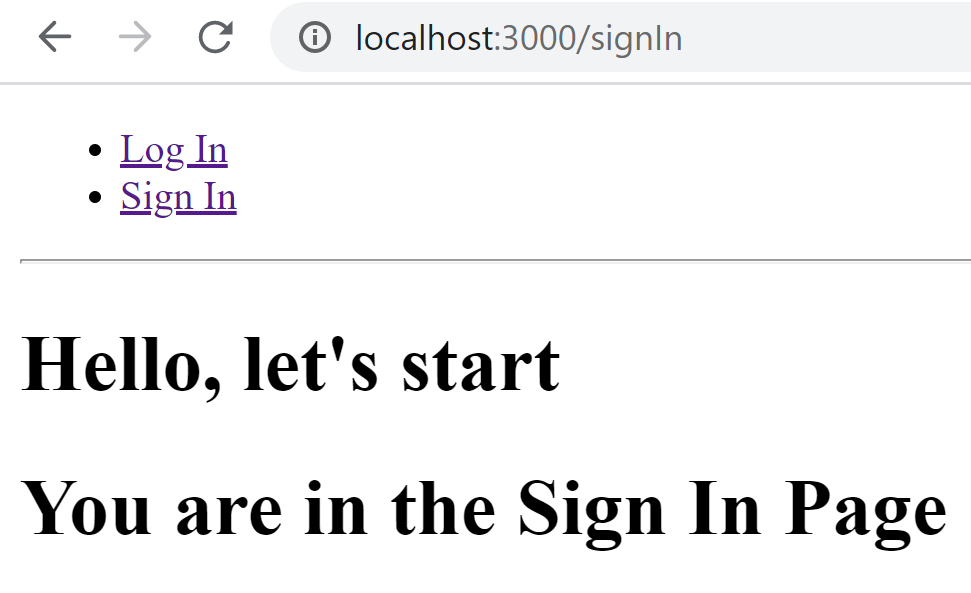 localhost:3000/signIn
Log In
Sign In
Hello, let's start
You are in the Sign In Page